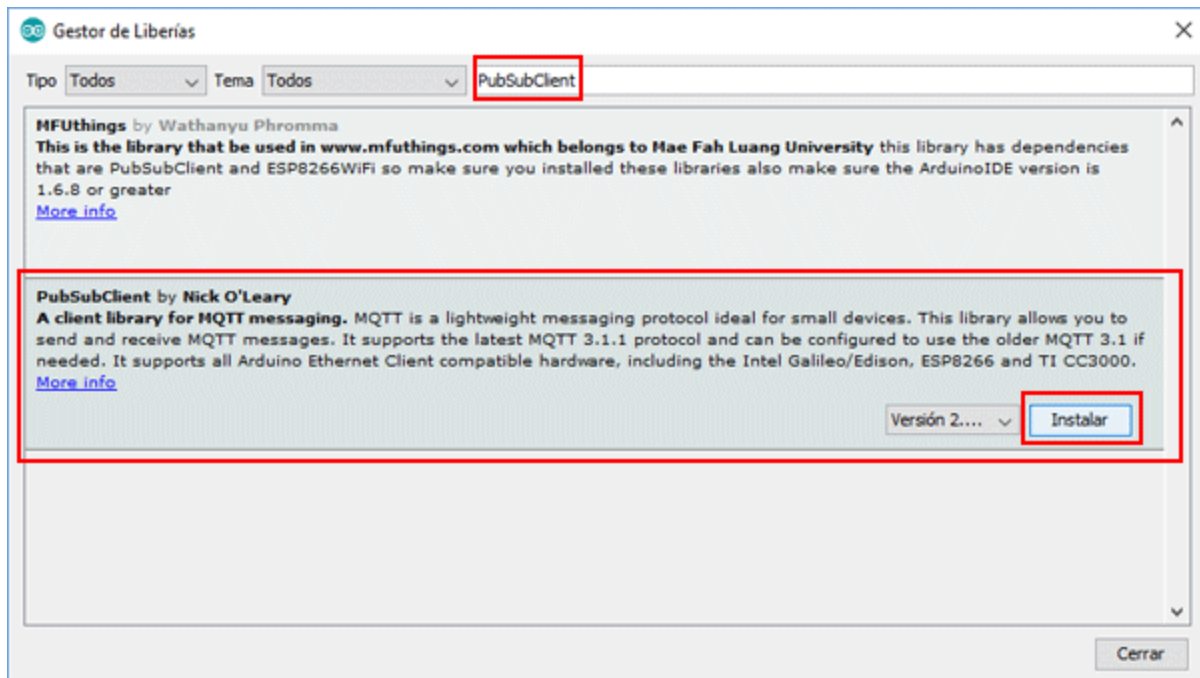 Gestor de Liberías
Tipo Todos Tema Todos PubSubClient
MFUthings by Wathanyu Phromma
This is the library that be used in www.mfuthings.com which belongs to Mae Fah Luang University this library has dependencies
that are PubSubClient and ESP8266WiFi so make sure you installed these libraries also make sure the ArduinoIDE version is
1.6.8 or greater
More info
PubSubClient by Nick O'Leary
A client library for MQTT messaging. MQTT is a lightweight messaging protocol ideal for small devices. This library allows you to
send and receive MQTT messages. It supports the latest MQTT 3.1.1 protocol and can be configured to use the older MQTT 3.1 if
needed. It supports all Arduino Ethernet Client compatible hardware, including the Intel Galileo/Edison, ESP8266 and TI CC3000.
More info
Versión 2.... Instalar
Cerrar